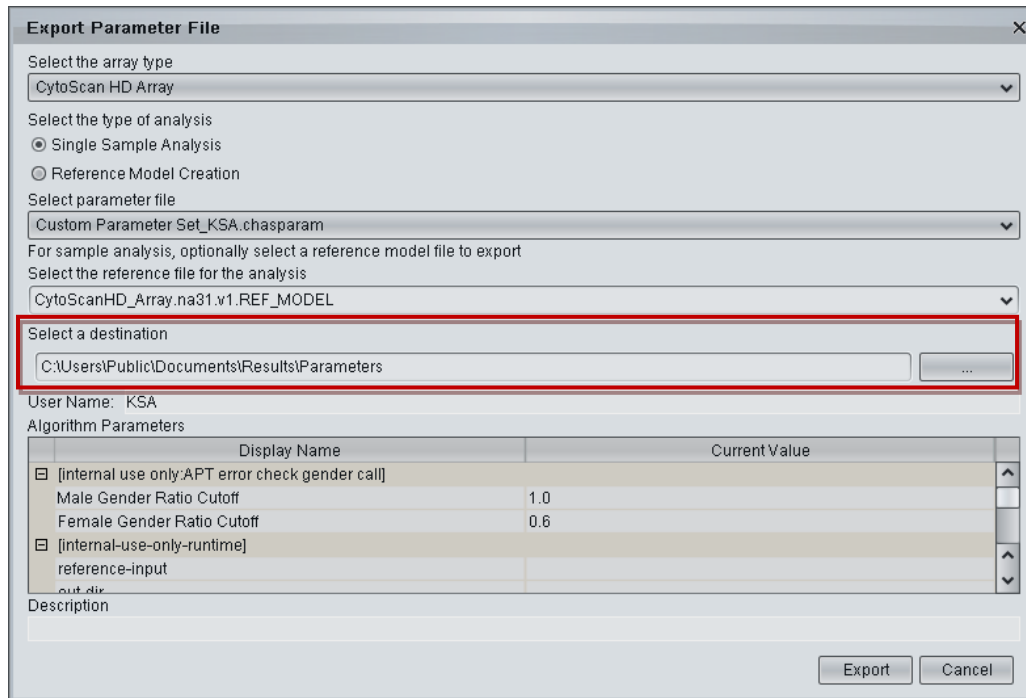 Export Parameter File
Select the array type
CytoScan HD Array
Select the type of analysis
Single Sample Analysis
Reference Model Creation
Select parameter file
Custom Parameter Set_KSA.chasparam
For sample analysis, optionally select a reference model file to export
Select the reference file for the analysis
CytoScanHD_Array.na31.v1.REF_MODEL
Select a destination
C:\Users\Public\Documents\Results\Parameters ...
User Name: KSA
Algorithm Parameters
Display Name Current Value
[internal use only:APT error check gender call]
Male Gender Ratio Cutoff 1.0
Female Gender Ratio Cutoff 0.6
[internal-use-only-runtime]
reference-input
out-dir
Description
Export Cancel